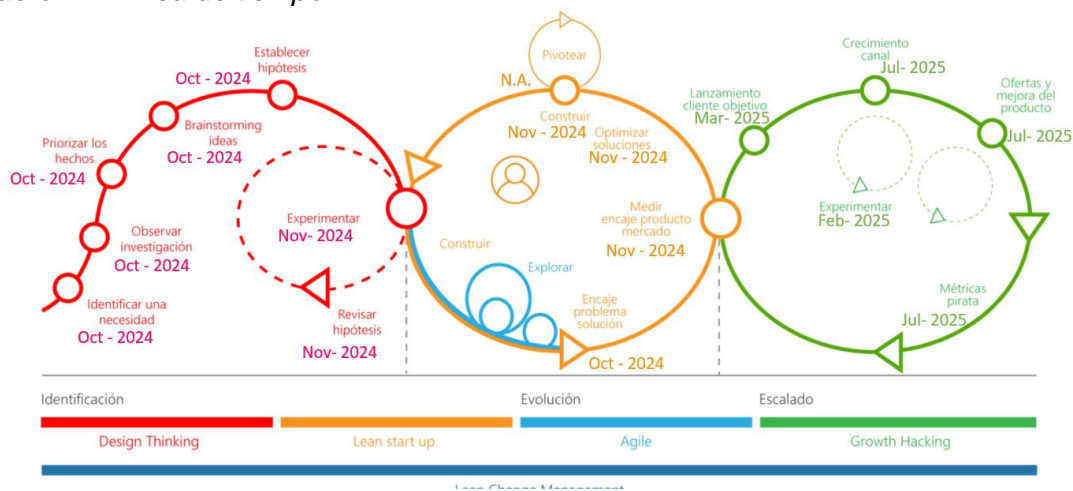 Establecer
hipótesis
Oct - 2024
Brainstorming
ideas
Oct - 2024
Priorizar los
hechos
Oct - 2024
Observar
investigación
Oct - 2024
Identificar una
necesidad
Oct - 2024
Experimentar
Nov- 2024
Revisar
hipótesis
Nov- 2024
Pivotear
N.A.
Construir
Nov - 2024
Optimizar
soluciones
Nov - 2024
Medir
encaje producto
mercado
Nov - 2024
Construir
Explorar
Encaje
problema
solución
Oct - 2024
Lanzamiento
cliente objetivo
Mar- 2025
Crecimiento
canal
Jul- 2025
Ofertas y
mejora del
producto
Jul- 2025
Experimentar
Feb- 2025
Métricas
pirata
Jul- 2025
Identificación
Evolución
Escalado
Design Thinking
Lean start up
Agile
Growth Hacking
Lean Change Management